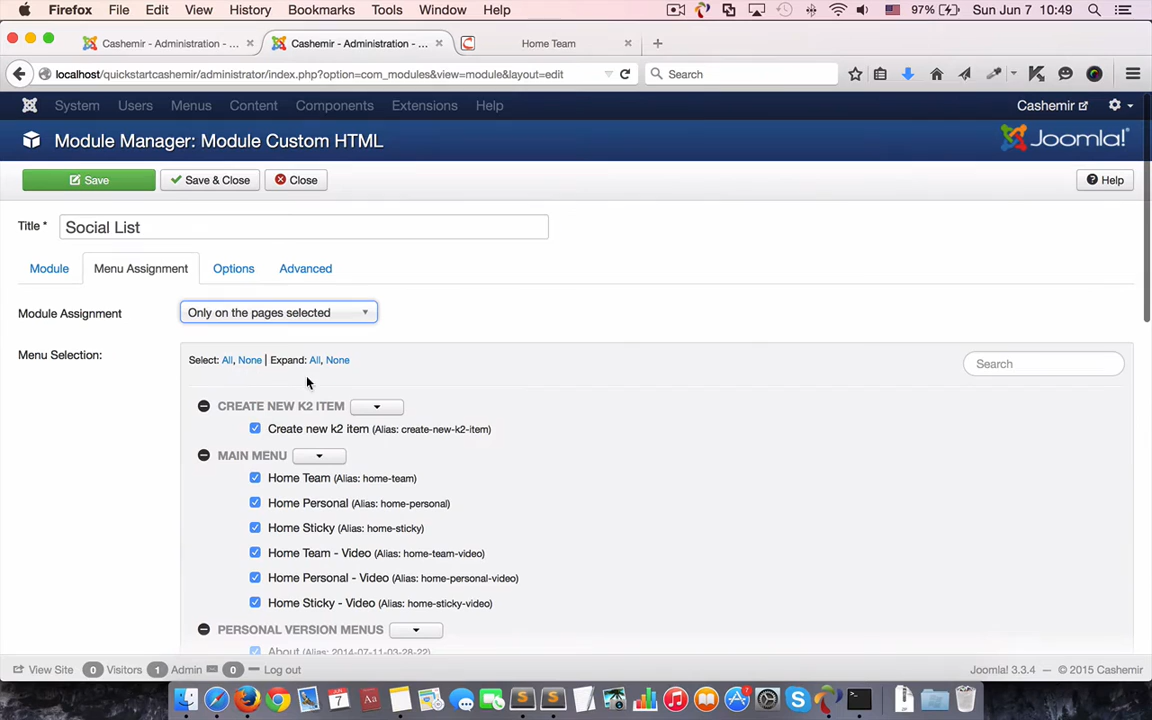 Firefox File Edit View History Bookmarks Tools Window Help 97% Sun Jun 7 10:49
Cashemir - Administration - ... Cashemir - Administration - ... Home Team
localhost/quickstartcashemir/administrator/index.php?option=com_modules&view=module&layout=edit Search
System Users Menus Content Components Extensions Help Cashemir
Module Manager: Module Custom HTML Joomla!
Save Save & Close Close Help
Title * Social List
Module Menu Assignment Options Advanced
Module Assignment Only on the pages selected
Menu Selection: Select: All, None | Expand: All, None Search
CREATE NEW K2 ITEM
Create new k2 item (Alias: create-new-k2-item)
MAIN MENU
Home Team (Alias: home-team)
Home Personal (Alias: home-personal)
Home Sticky (Alias: home-sticky)
Home Team - Video (Alias: home-team-video)
Home Personal - Video (Alias: home-personal-video)
Home Sticky - Video (Alias: home-sticky-video)
PERSONAL VERSION MENUS
About (Alias: 2014-07-11-03-28-22)
View Site 0 Visitors 1 Admin 0 Log out Joomla! 3.3.4 — © 2015 Cashemir